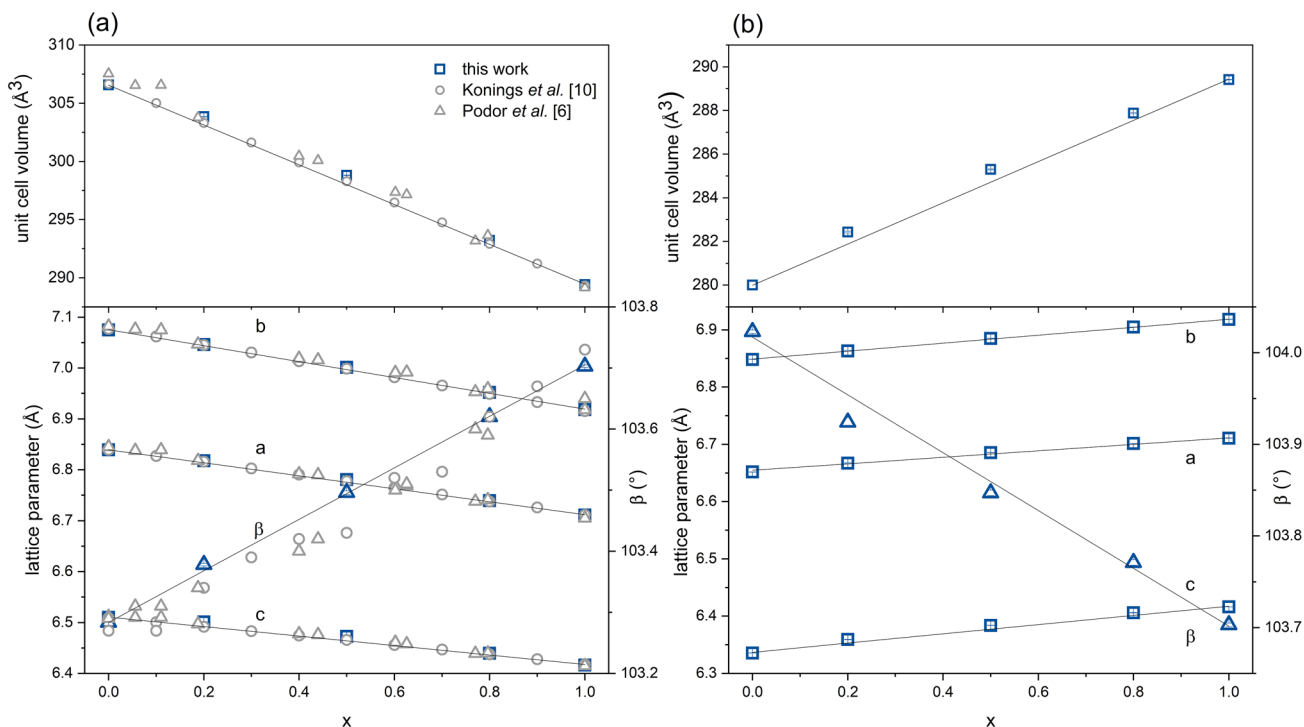 (a)
310
305
300
295
290
unit cell volume (Å³)
this work
Konings et al. [10]
Podor et al. [6]
7.1
7.0
6.9
6.8
6.7
6.6
6.5
6.4
lattice parameter (Å)
b
a
β
c
103.8
103.6
103.4
103.2
β (°)
0.0 0.2 0.4 0.6 0.8 1.0
x
(b)
290
288
286
284
282
280
unit cell volume (Å³)
6.9
6.8
6.7
6.6
6.5
6.4
6.3
lattice parameter (Å)
b
a
c
β
104.0
103.9
103.8
103.7
β (°)
0.0 0.2 0.4 0.6 0.8 1.0
x